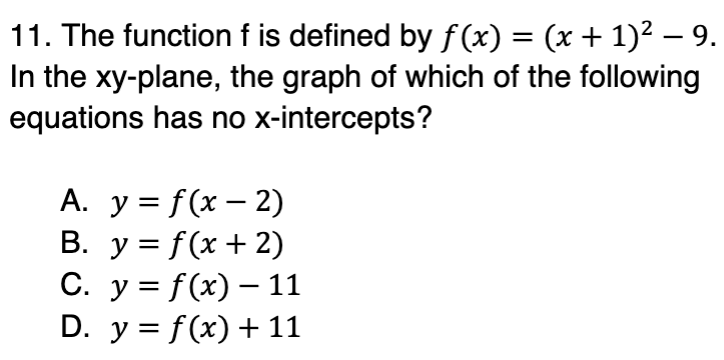 11. The function f is defined by f(x) = (x + 1)² − 9.
In the xy-plane, the graph of which of the following
equations has no x-intercepts?
A. y = f(x − 2)
B. y = f(x + 2)
C. y = f(x) − 11
D. y = f(x) + 11